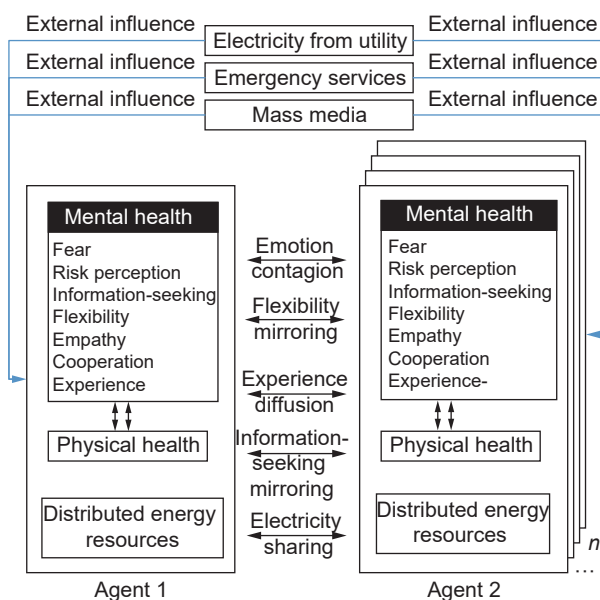 External influence
Electricity from utility
External influence
External influence
Emergency services
External influence
External influence
Mass media
External influence
Mental health
Fear
Risk perception
Information-seeking
Flexibility
Empathy
Cooperation
Experience
Physical health
Distributed energy
resources
Agent 1
Emotion
contagion
Flexibility
mirroring
Experience
diffusion
Information-
seeking
mirroring
Electricity
sharing
Mental health
Fear
Risk perception
Information-seeking
Flexibility
Empathy
Cooperation
Experience-
Physical health
Distributed energy
resources
Agent 2
n
...